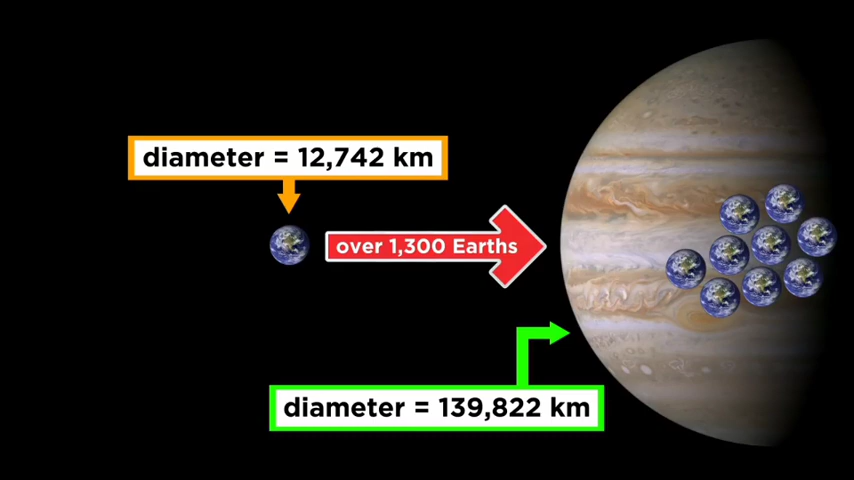 diameter = 12,742 km
over 1,300 Earths
diameter = 139,822 km